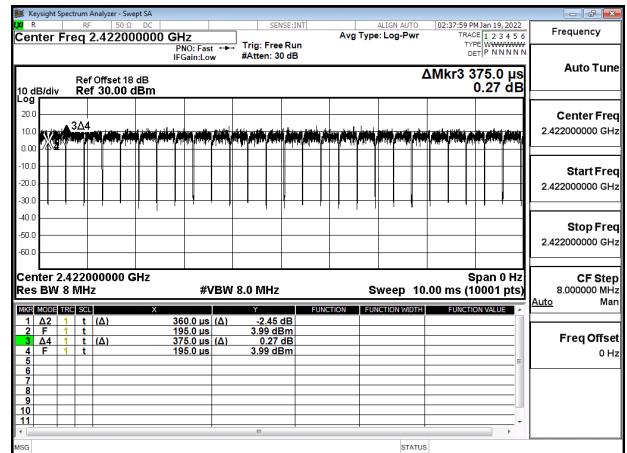 Keysight Spectrum Analyzer - Swept SA
LXI R RF 50 Ω DC SENSE:INT ALIGN AUTO 02:37:59 PM Jan 19, 2022
Center Freq 2.422000000 GHz
PNO: Fast
IFGain:Low
Trig: Free Run
#Atten: 30 dB
Avg Type: Log-Pwr
TRACE 1 2 3 4 5 6
TYPE WWWWWW
DET P NNNNN
Frequency
Auto Tune
Center Freq
2.422000000 GHz
Start Freq
2.422000000 GHz
Stop Freq
2.422000000 GHz
CF Step
8.000000 MHz
Auto Man
Freq Offset
0 Hz
10 dB/div
Log
Ref Offset 18 dB
Ref 30.00 dBm
ΔMkr3 375.0 µs
0.27 dB
20.0
10.0
0.00
-10.0
-20.0
-30.0
-40.0
-50.0
-60.0
3Δ4
Center 2.422000000 GHz Span 0 Hz
Res BW 8 MHz #VBW 8.0 MHz Sweep 10.00 ms (10001 pts)
MKR MODE TRC SCL X Y FUNCTION FUNCTION WIDTH FUNCTION VALUE
1 Δ2 1 t (Δ) 360.0 µs (Δ) -2.45 dB
2 F 1 t 195.0 µs 3.99 dBm
3 Δ4 1 t (Δ) 375.0 µs (Δ) 0.27 dB
4 F 1 t 195.0 µs 3.99 dBm
5
6
7
8
9
10
11
MSG STATUS